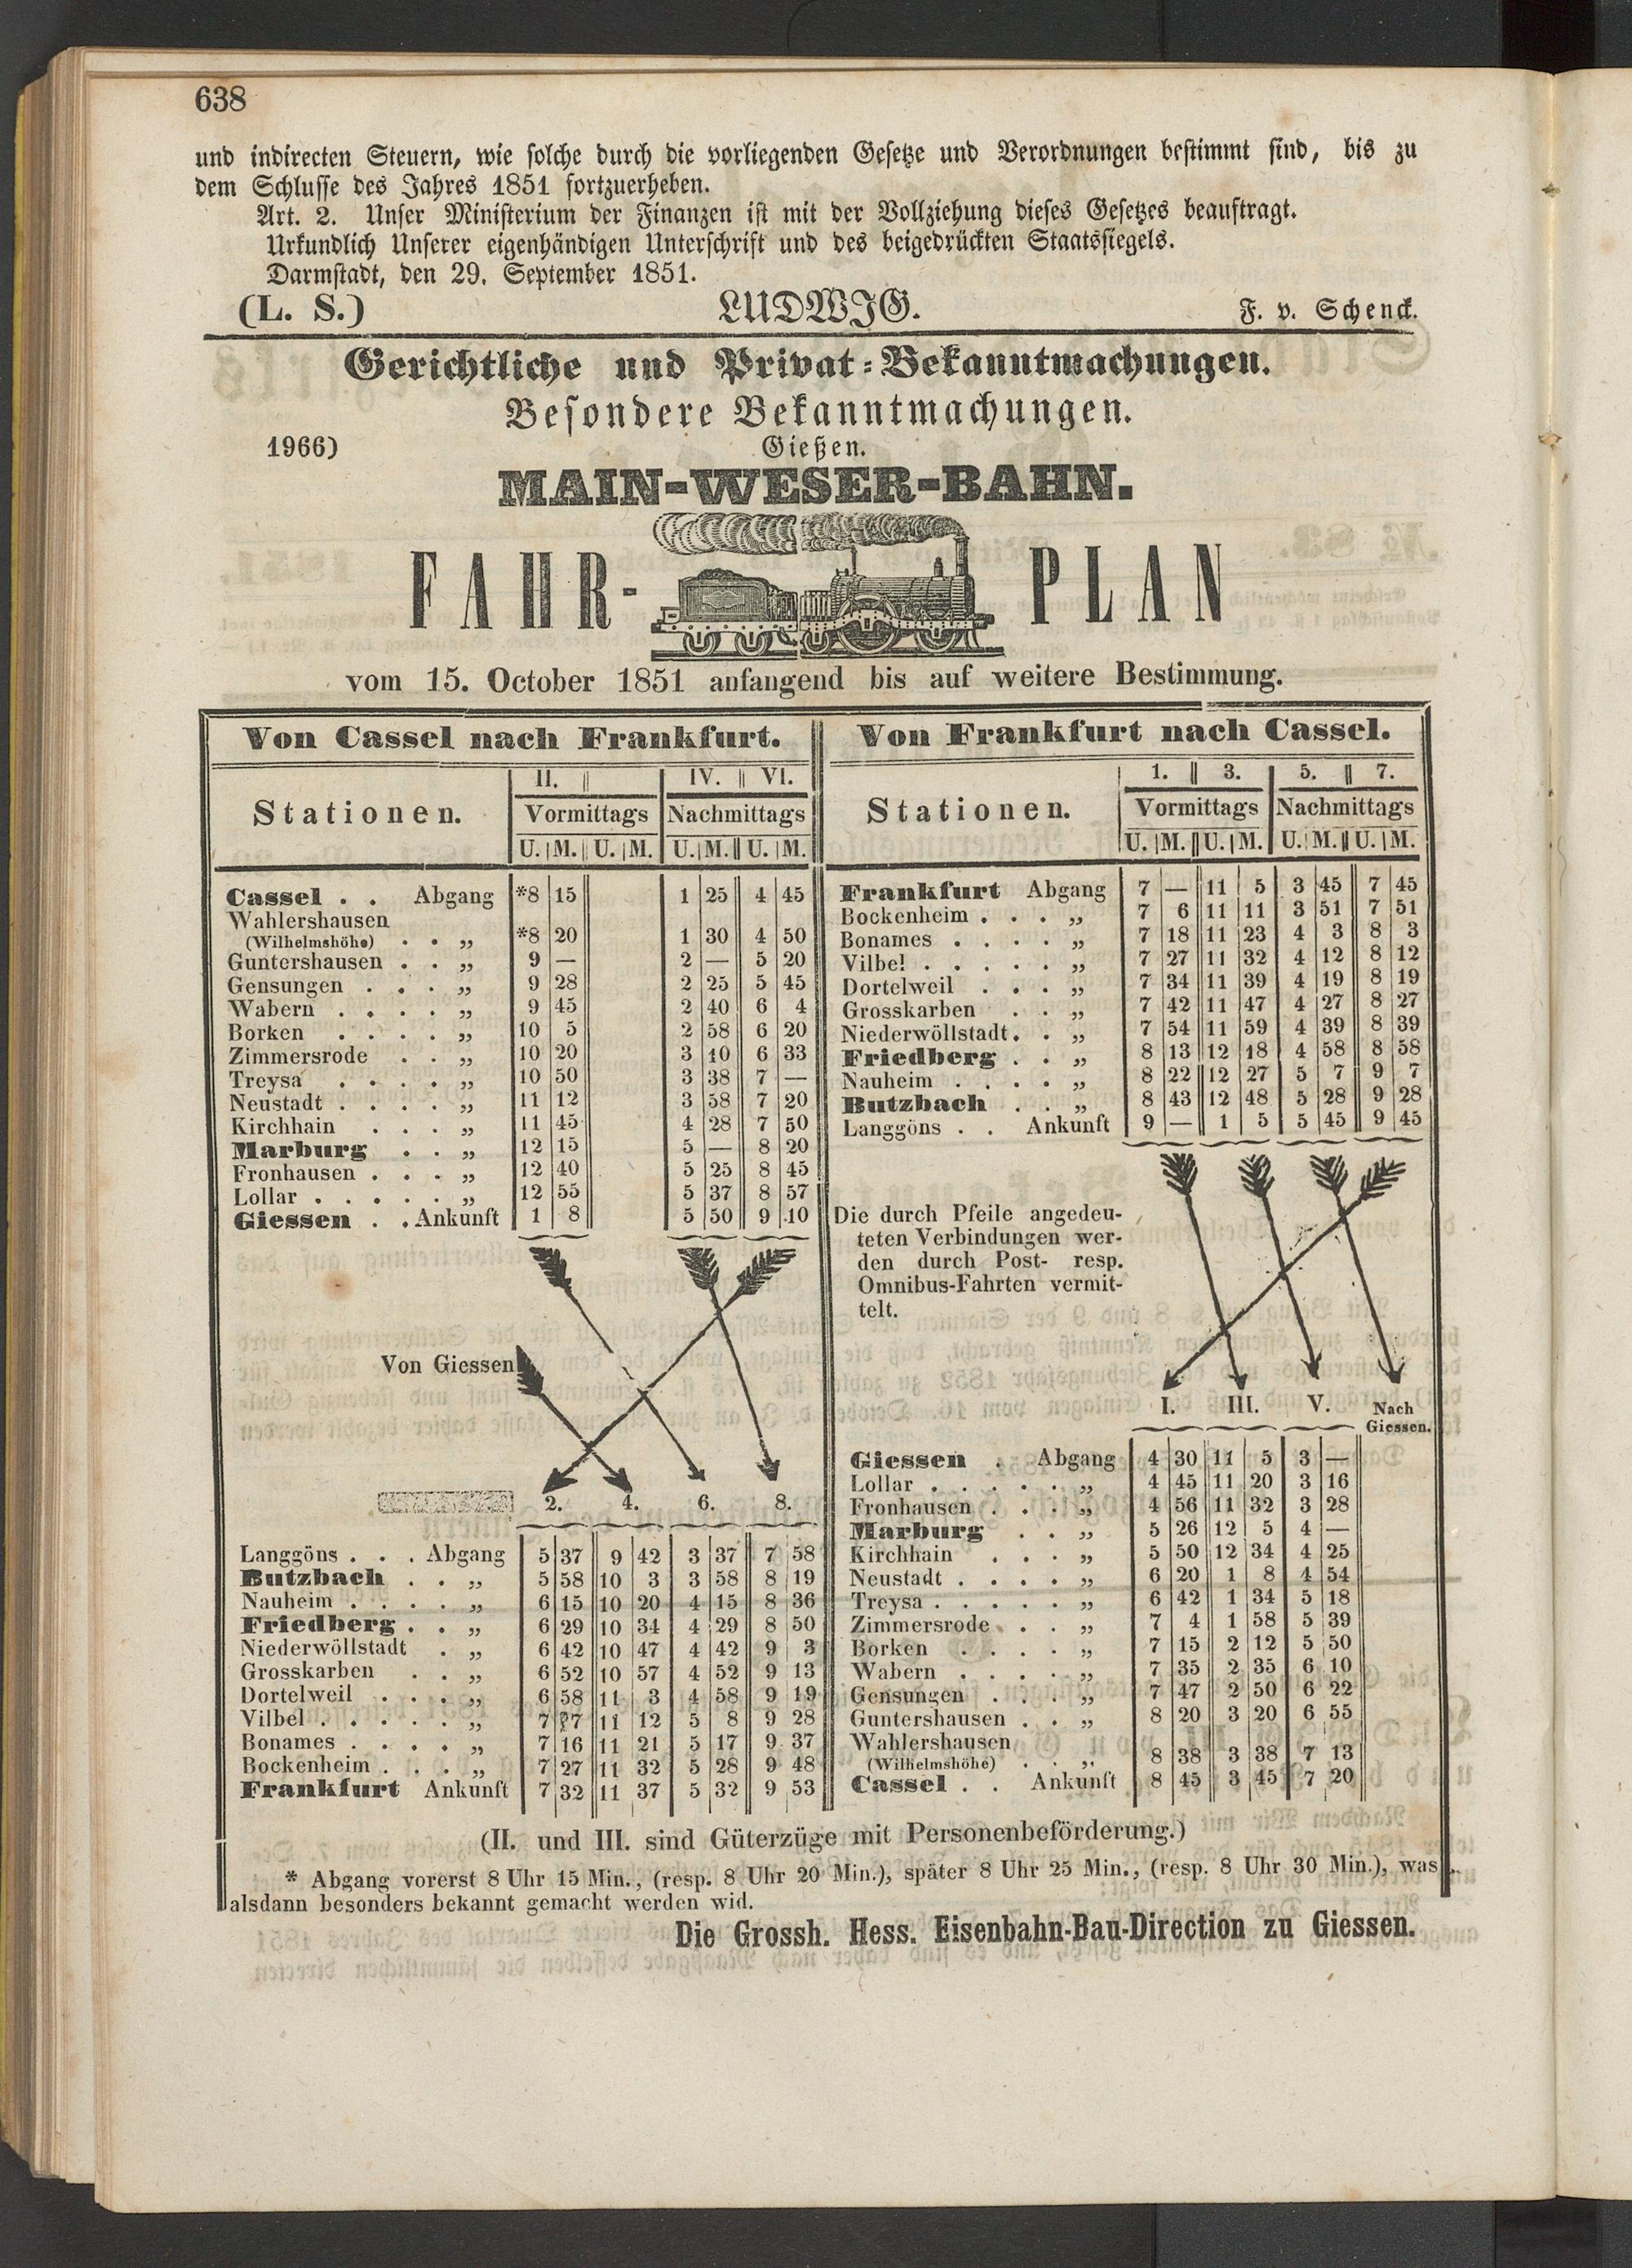 638
und indirecten Steuern, wie solche durch die vorliegenden Gesetze und Verordnungen bestimmt sind, bis zu
dem Schlusse des Jahres 1851 fortzuerheben.
Art. 2. Unser Ministerium der Finanzen ist mit der Vollziehung dieses Gesetzes beauftragt.
Urkundlich Unserer eigenhändigen Unterschrift und des beigedrückten Staatssiegels.
Darmstadt, den 29. September 1851.
(L. S.) LUDWIG. F. v. Schenck.
Gerichtliche und Privat-Bekanntmachungen.
Besondere Bekanntmachungen.
1966) Gießen.
MAIN-WESER-BAHN.
FAHR-PLAN
vom 15. October 1851 anfangend bis auf weitere Bestimmung.
Von Cassel nach Frankfurt.
II. IV. VI.
Stationen. Vormittags Nachmittags
U. M. U. M. U. M. U. M.
Cassel . . Abgang *8 15 1 25 4 45
Wahlershausen
(Wilhelmshöhe) . . „ *8 20 1 30 4 50
Guntershausen . . „ 9 — 2 — 5 20
Gensungen . . . „ 9 28 2 25 5 45
Wabern . . . . „ 9 45 2 40 6 4
Borken . . . . „ 10 5 2 58 6 20
Zimmersrode . . „ 10 20 3 10 6 33
Treysa . . . . „ 10 50 3 38 7 —
Neustadt . . . . „ 11 12 3 58 7 20
Kirchhain . . . „ 11 45 4 28 7 50
Marburg . . „ 12 15 5 — 8 20
Fronhausen . . . „ 12 40 5 25 8 45
Lollar . . . . . „ 12 55 5 37 8 57
Giessen . . Ankunft 1 8 5 50 9 10
Von Giessen
2. 4. 6. 8.
Langgöns . . . Abgang 5 37 9 42 3 37 7 58
Butzbach . . „ 5 58 10 3 3 58 8 19
Nauheim . . . . „ 6 15 10 20 4 15 8 36
Friedberg . . „ 6 29 10 34 4 29 8 50
Niederwöllstadt . „ 6 42 10 47 4 42 9 3
Grosskarben . . „ 6 52 10 57 4 52 9 13
Dortelweil . . . „ 6 58 11 3 4 58 9 19
Vilbel . . . . . „ 7 11 12 5 8 9 28
Bonames . . . . „ 7 16 11 21 5 17 9 37
Bockenheim . . . „ 7 27 11 32 5 28 9 48
Frankfurt Ankunft 7 32 11 37 5 32 9 53
Von Frankfurt nach Cassel.
1. 3. 5. 7.
Stationen. Vormittags Nachmittags
U. M. U. M. U. M. U. M.
Frankfurt Abgang 7 — 11 5 3 45 7 45
Bockenheim . . . „ 7 6 11 11 3 51 7 51
Bonames . . . . „ 7 18 11 23 4 3 8 3
Vilbel . . . . . „ 7 27 11 32 4 12 8 12
Dortelweil . . . „ 7 34 11 39 4 19 8 19
Grosskarben . . „ 7 42 11 47 4 27 8 27
Niederwöllstadt . . „ 7 54 11 59 4 39 8 39
Friedberg . . „ 8 13 12 18 4 58 8 58
Nauheim . . . . „ 8 22 12 27 5 7 9 7
Butzbach . . „ 8 43 12 48 5 28 9 28
Langgöns . . Ankunft 9 — 1 5 5 45 9 45
Die durch Pfeile angedeu-
teten Verbindungen wer-
den durch Post- resp.
Omnibus-Fahrten vermit-
telt.
I. III. V. Nach
Giessen.
Giessen . Abgang 4 30 11 5 3 —
Lollar . . . . . „ 4 45 11 20 3 16
Fronhausen . . . „ 4 56 11 32 3 28
Marburg . . „ 5 26 12 5 4 —
Kirchhain . . . „ 5 50 12 34 4 25
Neustadt . . . . „ 6 20 1 8 4 54
Treysa . . . . . „ 6 42 1 34 5 18
Zimmersrode . . „ 7 4 1 58 5 39
Borken . . . . „ 7 15 2 12 5 50
Wabern . . . . „ 7 35 2 35 6 10
Gensungen . . . „ 7 47 2 50 6 22
Guntershausen . . „ 8 20 3 20 6 55
Wahlershausen
(Wilhelmshöhe) . . „ 8 38 3 38 7 13
Cassel . . Ankunft 8 45 3 45 7 20
(II. und III. sind Güterzüge mit Personenbeförderung.)
* Abgang vorerst 8 Uhr 15 Min., (resp. 8 Uhr 20 Min.), später 8 Uhr 25 Min., (resp. 8 Uhr 30 Min.), was
alsdann besonders bekannt gemacht werden wid.
Die Grossh. Hess. Eisenbahn-Bau-Direction zu Giessen.